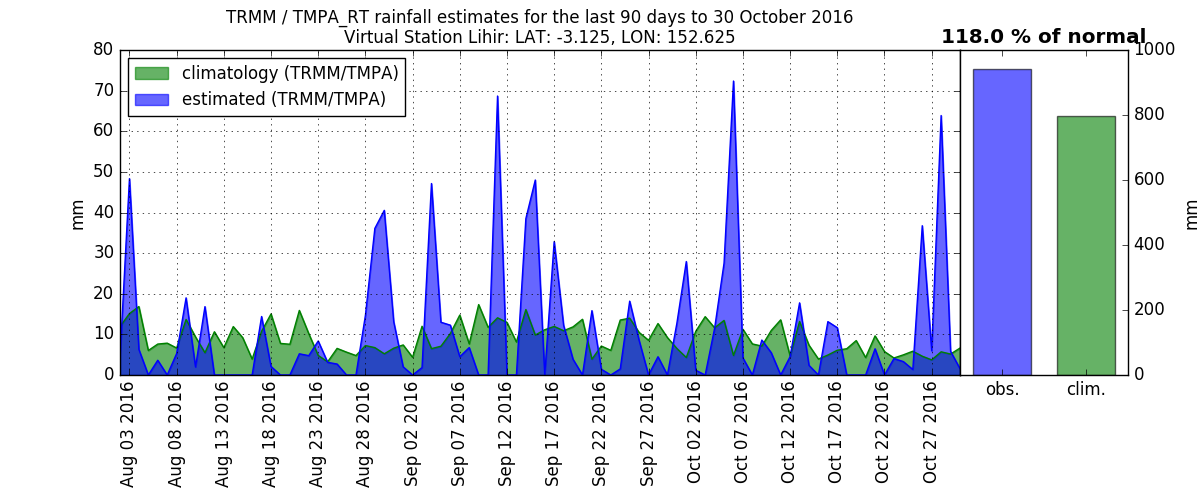 TRMM / TMPA_RT rainfall estimates for the last 90 days to 30 October 2016
Virtual Station Lihir: LAT: -3.125, LON: 152.625
118.0 % of normal
climatology (TRMM/TMPA)
estimated (TRMM/TMPA)
mm
80
70
60
50
40
30
20
10
0
Aug 03 2016
Aug 08 2016
Aug 13 2016
Aug 18 2016
Aug 23 2016
Aug 28 2016
Sep 02 2016
Sep 07 2016
Sep 12 2016
Sep 17 2016
Sep 22 2016
Sep 27 2016
Oct 02 2016
Oct 07 2016
Oct 12 2016
Oct 17 2016
Oct 22 2016
Oct 27 2016
obs.
clim.
1000
800
600
400
200
0
mm